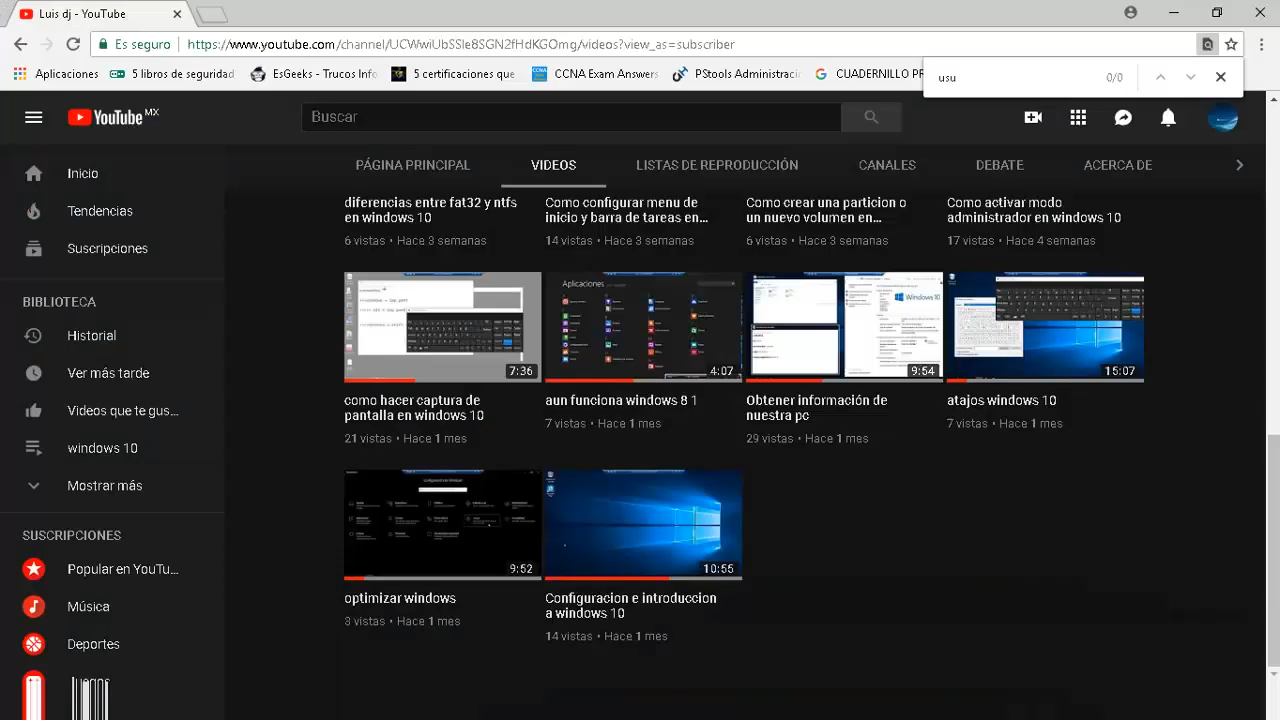 Luis dj - YouTube
Es seguro
https://www.youtube.com/channel/UCWwiUbSSle8SGN2fHdKGOmg/videos?view_as=subscriber
Aplicaciones
11 libros de seguridad
GbGeeks - Trucos Info
5 certificaciones que
CCNA Exam Answers
PSicos Administraci
CUADERNILLO PR
usu
0/0
YouTube MX
Buscar
PÁGINA PRINCIPAL
VIDEOS
LISTAS DE REPRODUCCIÓN
CANALES
DEBATE
ACERCA DE
Inicio
Tendencias
Suscripciones
BIBLIOTECA
Historial
Ver más tarde
Videos que te gus...
windows 10
Mostrar más
SUSCRIPCIONES
Popular en YouTu...
Música
Deportes
diferencias entre fat32 y ntfs
en windows 10
6 vistas • Hace 3 semanas
Como configurar menu de
inicio y barra de tareas en...
14 vistas • Hace 3 semanas
Como crear una particion o
un nuevo volumen en...
6 vistas • Hace 3 semanas
Como activar modo
administrador en windows 10
17 vistas • Hace 4 semanas
7:36
como hacer captura de
pantalla en windows 10
21 vistas • Hace 1 mes
Aplicaciones
4:07
aun funciona windows 8 1
7 vistas • Hace 1 mes
Windows 10
9:54
Obtener información de
nuestra pc
29 vistas • Hace 1 mes
15:07
atajos windows 10
7 vistas • Hace 1 mes
9:52
optimizar windows
3 vistas • Hace 1 mes
10:55
Configuracion e introduccion
a windows 10
14 vistas • Hace 1 mes